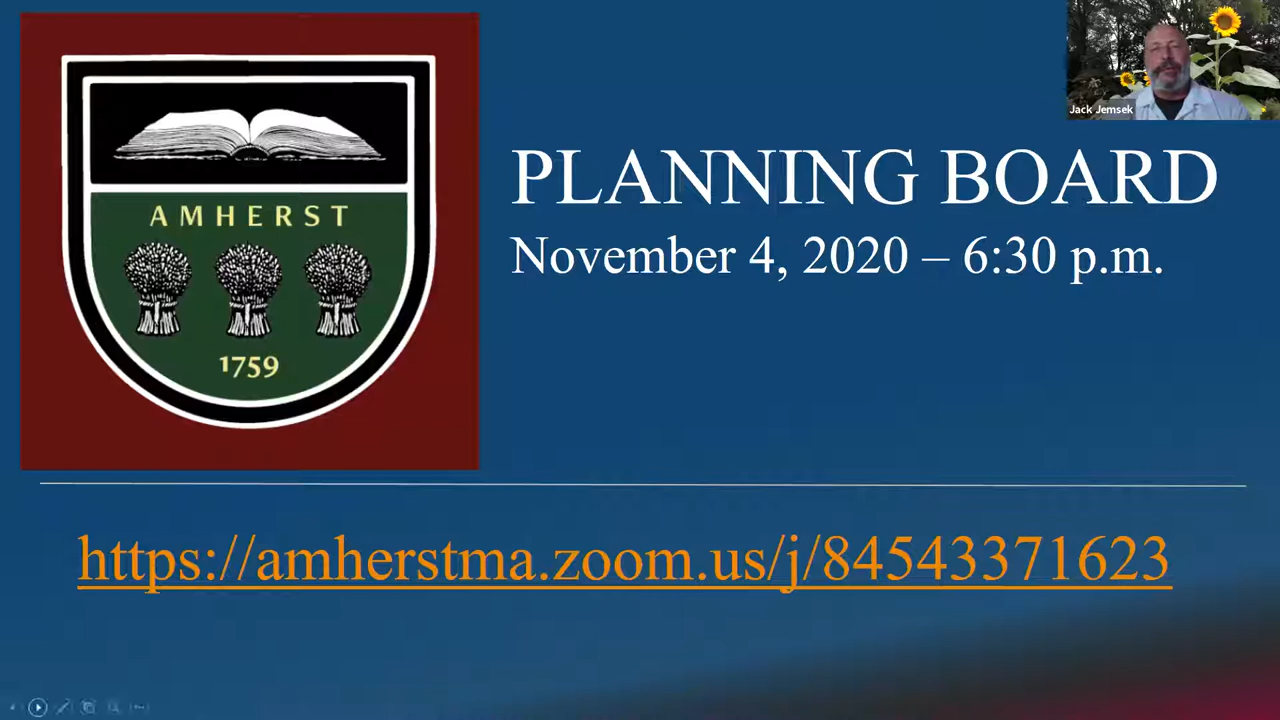 Jack Jemsek
AMHERST
1759
PLANNING BOARD
November 4, 2020 – 6:30 p.m.
https://amherstma.zoom.us/j/84543371623